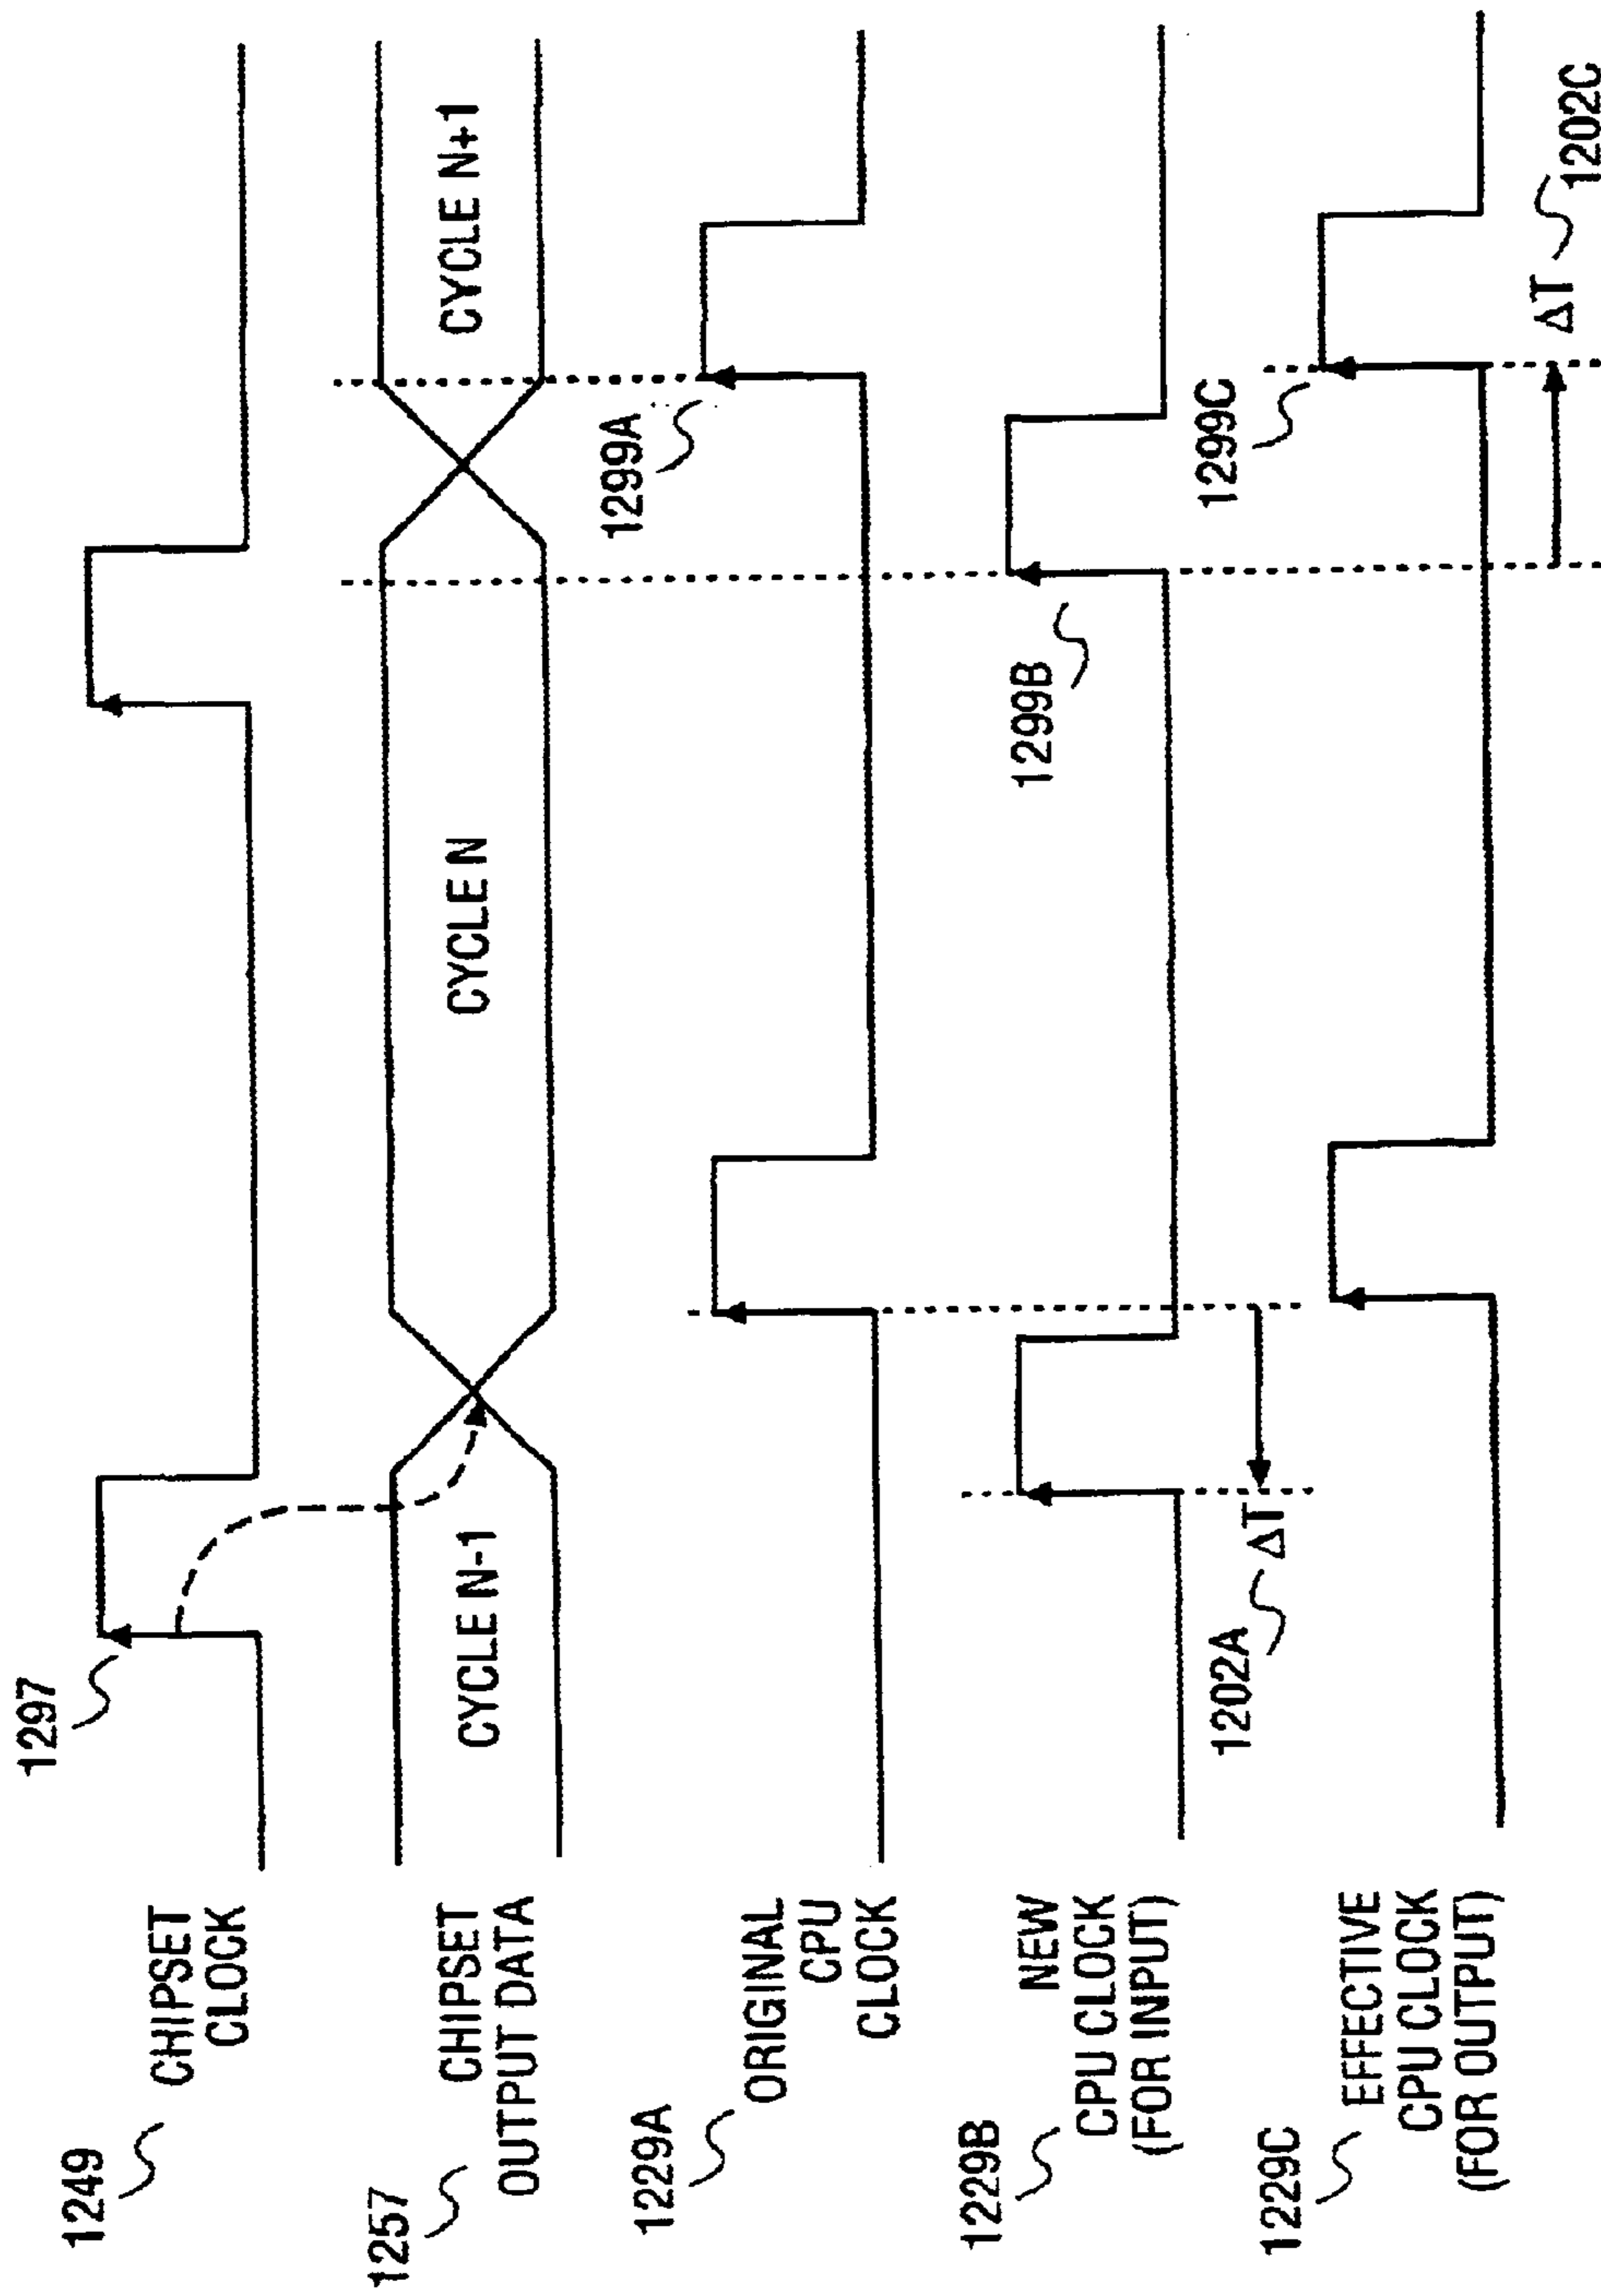 1297
1249
CHIPSET
CLOCK
1257
CHIPSET
OUTPUT DATA
CYCLE N-1
CYCLE N
CYCLE N+1
1229A
ORIGINAL
CPU
CLOCK
1299A
1229B
NEW
CPU CLOCK
(FOR INPUT)
1299B
1202A
ΔT
1229C
EFFECTIVE
CPU CLOCK
(FOR OUTPUT)
1299C
ΔT
1202C